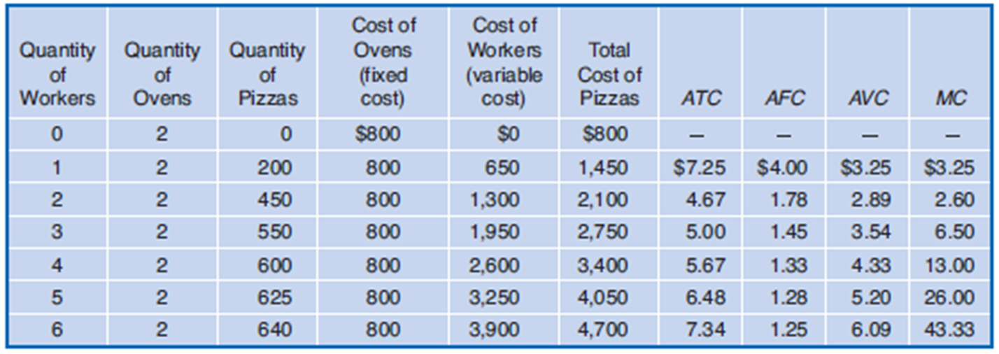 Quantity of Workers Quantity of Ovens Quantity of Pizzas Cost of Ovens (fixed cost) Cost of Workers (variable cost) Total Cost of Pizzas ATC AFC AVC MC
0 2 0 $800 $0 $800 – – – –
1 2 200 800 650 1,450 $7.25 $4.00 $3.25 $3.25
2 2 450 800 1,300 2,100 4.67 1.78 2.89 2.60
3 2 550 800 1,950 2,750 5.00 1.45 3.54 6.50
4 2 600 800 2,600 3,400 5.67 1.33 4.33 13.00
5 2 625 800 3,250 4,050 6.48 1.28 5.20 26.00
6 2 640 800 3,900 4,700 7.34 1.25 6.09 43.33